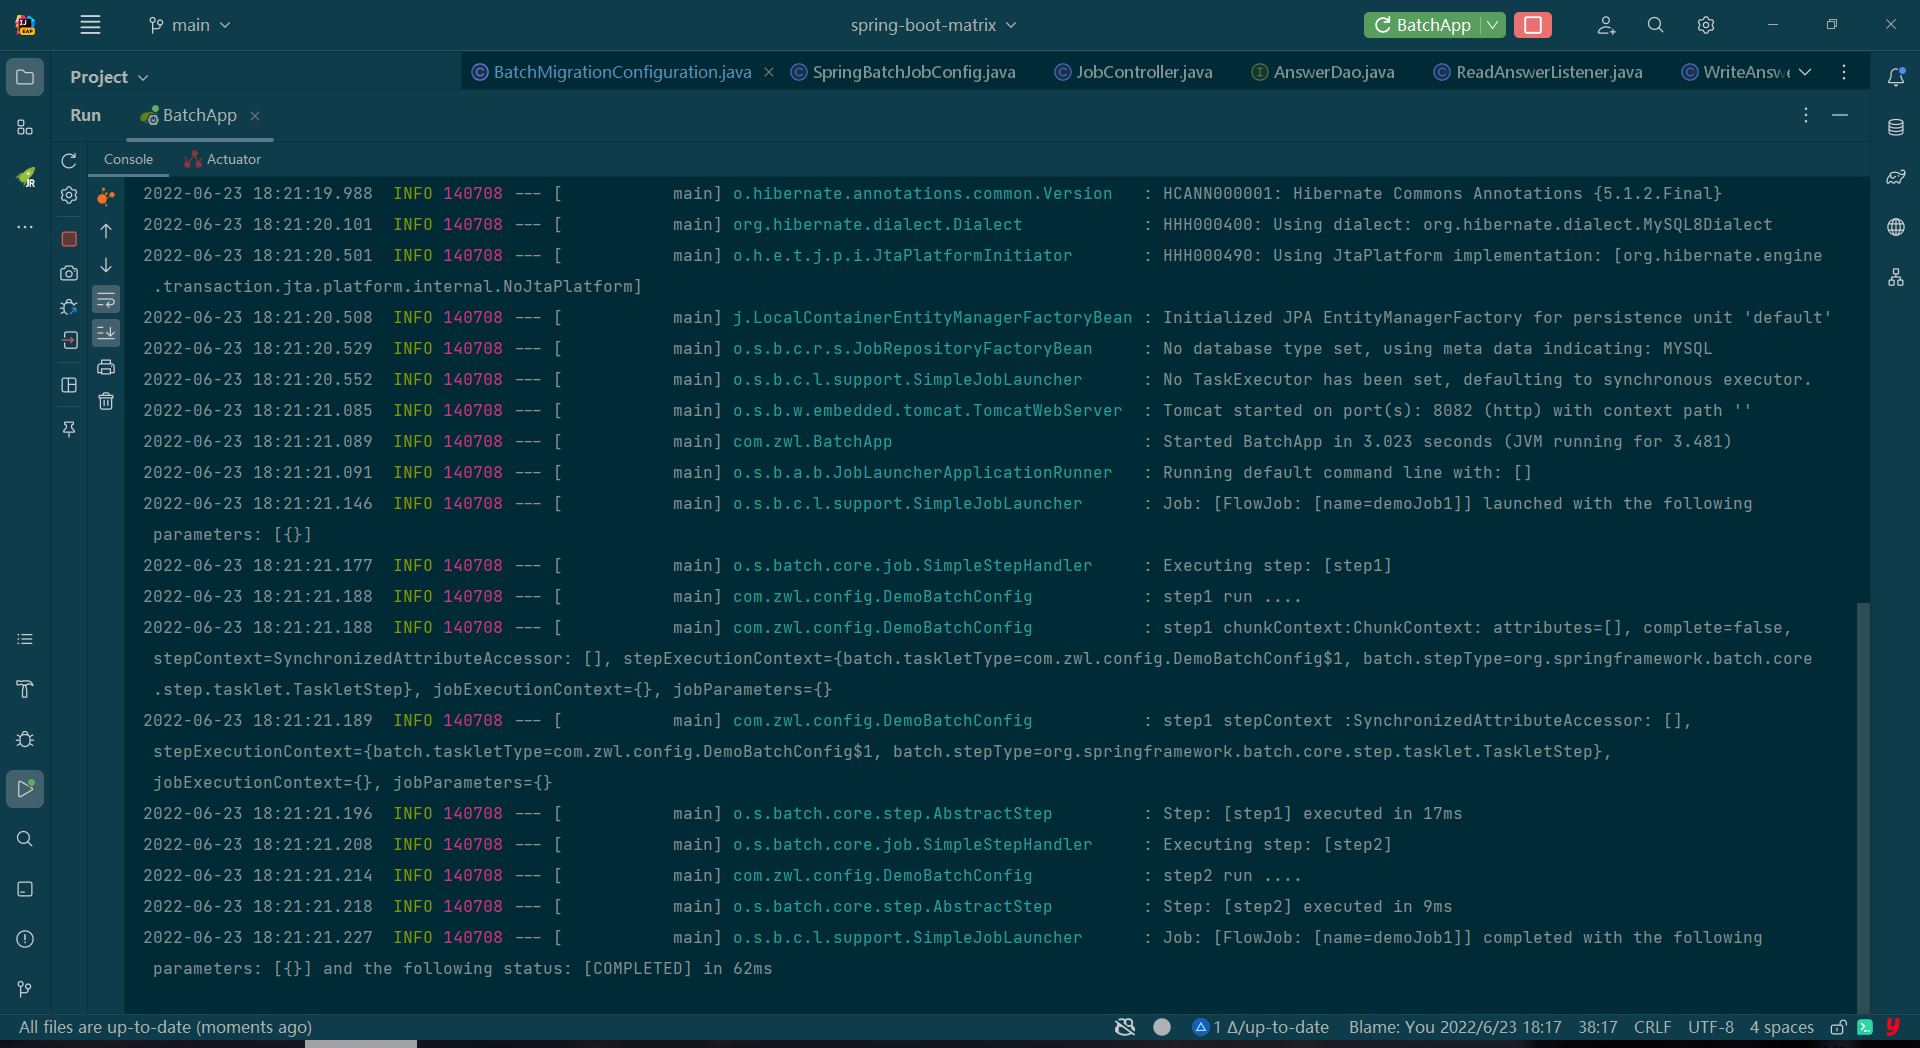 main
spring-boot-matrix
BatchApp
Project
BatchMigrationConfiguration.java
SpringBatchJobConfig.java
JobController.java
AnswerDao.java
ReadAnswerListener.java
WriteAnsw
Run
BatchApp
Console
Actuator
2022-06-23 18:21:19.988  INFO 140708 --- [           main] o.hibernate.annotations.common.Version   : HCANN000001: Hibernate Commons Annotations {5.1.2.Final}
2022-06-23 18:21:20.101  INFO 140708 --- [           main] org.hibernate.dialect.Dialect            : HHH000400: Using dialect: org.hibernate.dialect.MySQL8Dialect
2022-06-23 18:21:20.501  INFO 140708 --- [           main] o.h.e.t.j.p.i.JtaPlatformInitiator       : HHH000490: Using JtaPlatform implementation: [org.hibernate.engine
.transaction.jta.platform.internal.NoJtaPlatform]
2022-06-23 18:21:20.508  INFO 140708 --- [           main] j.LocalContainerEntityManagerFactoryBean : Initialized JPA EntityManagerFactory for persistence unit 'default'
2022-06-23 18:21:20.529  INFO 140708 --- [           main] o.s.b.c.r.s.JobRepositoryFactoryBean     : No database type set, using meta data indicating: MYSQL
2022-06-23 18:21:20.552  INFO 140708 --- [           main] o.s.b.c.l.support.SimpleJobLauncher      : No TaskExecutor has been set, defaulting to synchronous executor.
2022-06-23 18:21:21.085  INFO 140708 --- [           main] o.s.b.w.embedded.tomcat.TomcatWebServer  : Tomcat started on port(s): 8082 (http) with context path ''
2022-06-23 18:21:21.089  INFO 140708 --- [           main] com.zwl.BatchApp                         : Started BatchApp in 3.023 seconds (JVM running for 3.481)
2022-06-23 18:21:21.091  INFO 140708 --- [           main] o.s.b.a.b.JobLauncherApplicationRunner   : Running default command line with: []
2022-06-23 18:21:21.146  INFO 140708 --- [           main] o.s.b.c.l.support.SimpleJobLauncher      : Job: [FlowJob: [name=demoJob1]] launched with the following
parameters: [{}]
2022-06-23 18:21:21.177  INFO 140708 --- [           main] o.s.batch.core.job.SimpleStepHandler     : Executing step: [step1]
2022-06-23 18:21:21.188  INFO 140708 --- [           main] com.zwl.config.DemoBatchConfig           : step1 run ....
2022-06-23 18:21:21.188  INFO 140708 --- [           main] com.zwl.config.DemoBatchConfig           : step1 chunkContext:ChunkContext: attributes=[], complete=false,
stepContext=SynchronizedAttributeAccessor: [], stepExecutionContext={batch.taskletType=com.zwl.config.DemoBatchConfig$1, batch.stepType=org.springframework.batch.core
.step.tasklet.TaskletStep}, jobExecutionContext={}, jobParameters={}
2022-06-23 18:21:21.189  INFO 140708 --- [           main] com.zwl.config.DemoBatchConfig           : step1 stepContext :SynchronizedAttributeAccessor: [],
stepExecutionContext={batch.taskletType=com.zwl.config.DemoBatchConfig$1, batch.stepType=org.springframework.batch.core.step.tasklet.TaskletStep},
jobExecutionContext={}, jobParameters={}
2022-06-23 18:21:21.196  INFO 140708 --- [           main] o.s.batch.core.step.AbstractStep         : Step: [step1] executed in 17ms
2022-06-23 18:21:21.208  INFO 140708 --- [           main] o.s.batch.core.job.SimpleStepHandler     : Executing step: [step2]
2022-06-23 18:21:21.214  INFO 140708 --- [           main] com.zwl.config.DemoBatchConfig           : step2 run ....
2022-06-23 18:21:21.218  INFO 140708 --- [           main] o.s.batch.core.step.AbstractStep         : Step: [step2] executed in 9ms
2022-06-23 18:21:21.227  INFO 140708 --- [           main] o.s.b.c.l.support.SimpleJobLauncher      : Job: [FlowJob: [name=demoJob1]] completed with the following
parameters: [{}] and the following status: [COMPLETED] in 62ms
All files are up-to-date (moments ago)
1 Δ/up-to-date
Blame: You 2022/6/23 18:17
38:17
CRLF
UTF-8
4 spaces